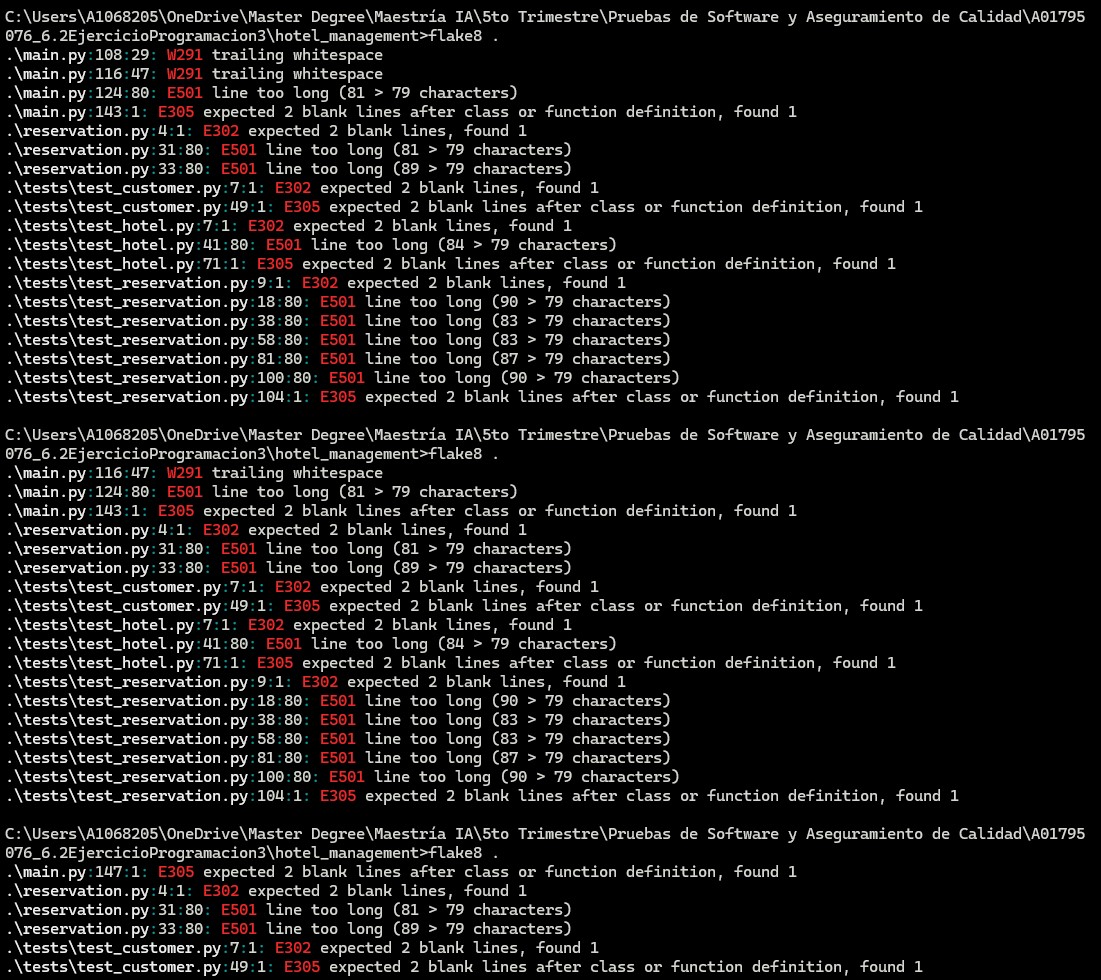 C:\Users\A1068205\OneDrive\Master Degree\Maestría IA\5to Trimestre\Pruebas de Software y Aseguramiento de Calidad\A01795
076_6.2EjercicioProgramacion3\hotel_management>flake8 .
.\main.py:108:29: W291 trailing whitespace
.\main.py:116:47: W291 trailing whitespace
.\main.py:124:80: E501 line too long (81 > 79 characters)
.\main.py:143:1: E305 expected 2 blank lines after class or function definition, found 1
.\reservation.py:4:1: E302 expected 2 blank lines, found 1
.\reservation.py:31:80: E501 line too long (81 > 79 characters)
.\reservation.py:33:80: E501 line too long (89 > 79 characters)
.\tests\test_customer.py:7:1: E302 expected 2 blank lines, found 1
.\tests\test_customer.py:49:1: E305 expected 2 blank lines after class or function definition, found 1
.\tests\test_hotel.py:7:1: E302 expected 2 blank lines, found 1
.\tests\test_hotel.py:41:80: E501 line too long (84 > 79 characters)
.\tests\test_hotel.py:71:1: E305 expected 2 blank lines after class or function definition, found 1
.\tests\test_reservation.py:9:1: E302 expected 2 blank lines, found 1
.\tests\test_reservation.py:18:80: E501 line too long (90 > 79 characters)
.\tests\test_reservation.py:38:80: E501 line too long (83 > 79 characters)
.\tests\test_reservation.py:58:80: E501 line too long (83 > 79 characters)
.\tests\test_reservation.py:81:80: E501 line too long (87 > 79 characters)
.\tests\test_reservation.py:100:80: E501 line too long (90 > 79 characters)
.\tests\test_reservation.py:104:1: E305 expected 2 blank lines after class or function definition, found 1
C:\Users\A1068205\OneDrive\Master Degree\Maestría IA\5to Trimestre\Pruebas de Software y Aseguramiento de Calidad\A01795
076_6.2EjercicioProgramacion3\hotel_management>flake8 .
.\main.py:116:47: W291 trailing whitespace
.\main.py:124:80: E501 line too long (81 > 79 characters)
.\main.py:143:1: E305 expected 2 blank lines after class or function definition, found 1
.\reservation.py:4:1: E302 expected 2 blank lines, found 1
.\reservation.py:31:80: E501 line too long (81 > 79 characters)
.\reservation.py:33:80: E501 line too long (89 > 79 characters)
.\tests\test_customer.py:7:1: E302 expected 2 blank lines, found 1
.\tests\test_customer.py:49:1: E305 expected 2 blank lines after class or function definition, found 1
.\tests\test_hotel.py:7:1: E302 expected 2 blank lines, found 1
.\tests\test_hotel.py:41:80: E501 line too long (84 > 79 characters)
.\tests\test_hotel.py:71:1: E305 expected 2 blank lines after class or function definition, found 1
.\tests\test_reservation.py:9:1: E302 expected 2 blank lines, found 1
.\tests\test_reservation.py:18:80: E501 line too long (90 > 79 characters)
.\tests\test_reservation.py:38:80: E501 line too long (83 > 79 characters)
.\tests\test_reservation.py:58:80: E501 line too long (83 > 79 characters)
.\tests\test_reservation.py:81:80: E501 line too long (87 > 79 characters)
.\tests\test_reservation.py:100:80: E501 line too long (90 > 79 characters)
.\tests\test_reservation.py:104:1: E305 expected 2 blank lines after class or function definition, found 1
C:\Users\A1068205\OneDrive\Master Degree\Maestría IA\5to Trimestre\Pruebas de Software y Aseguramiento de Calidad\A01795
076_6.2EjercicioProgramacion3\hotel_management>flake8 .
.\main.py:147:1: E305 expected 2 blank lines after class or function definition, found 1
.\reservation.py:4:1: E302 expected 2 blank lines, found 1
.\reservation.py:31:80: E501 line too long (81 > 79 characters)
.\reservation.py:33:80: E501 line too long (89 > 79 characters)
.\tests\test_customer.py:7:1: E302 expected 2 blank lines, found 1
.\tests\test_customer.py:49:1: E305 expected 2 blank lines after class or function definition, found 1